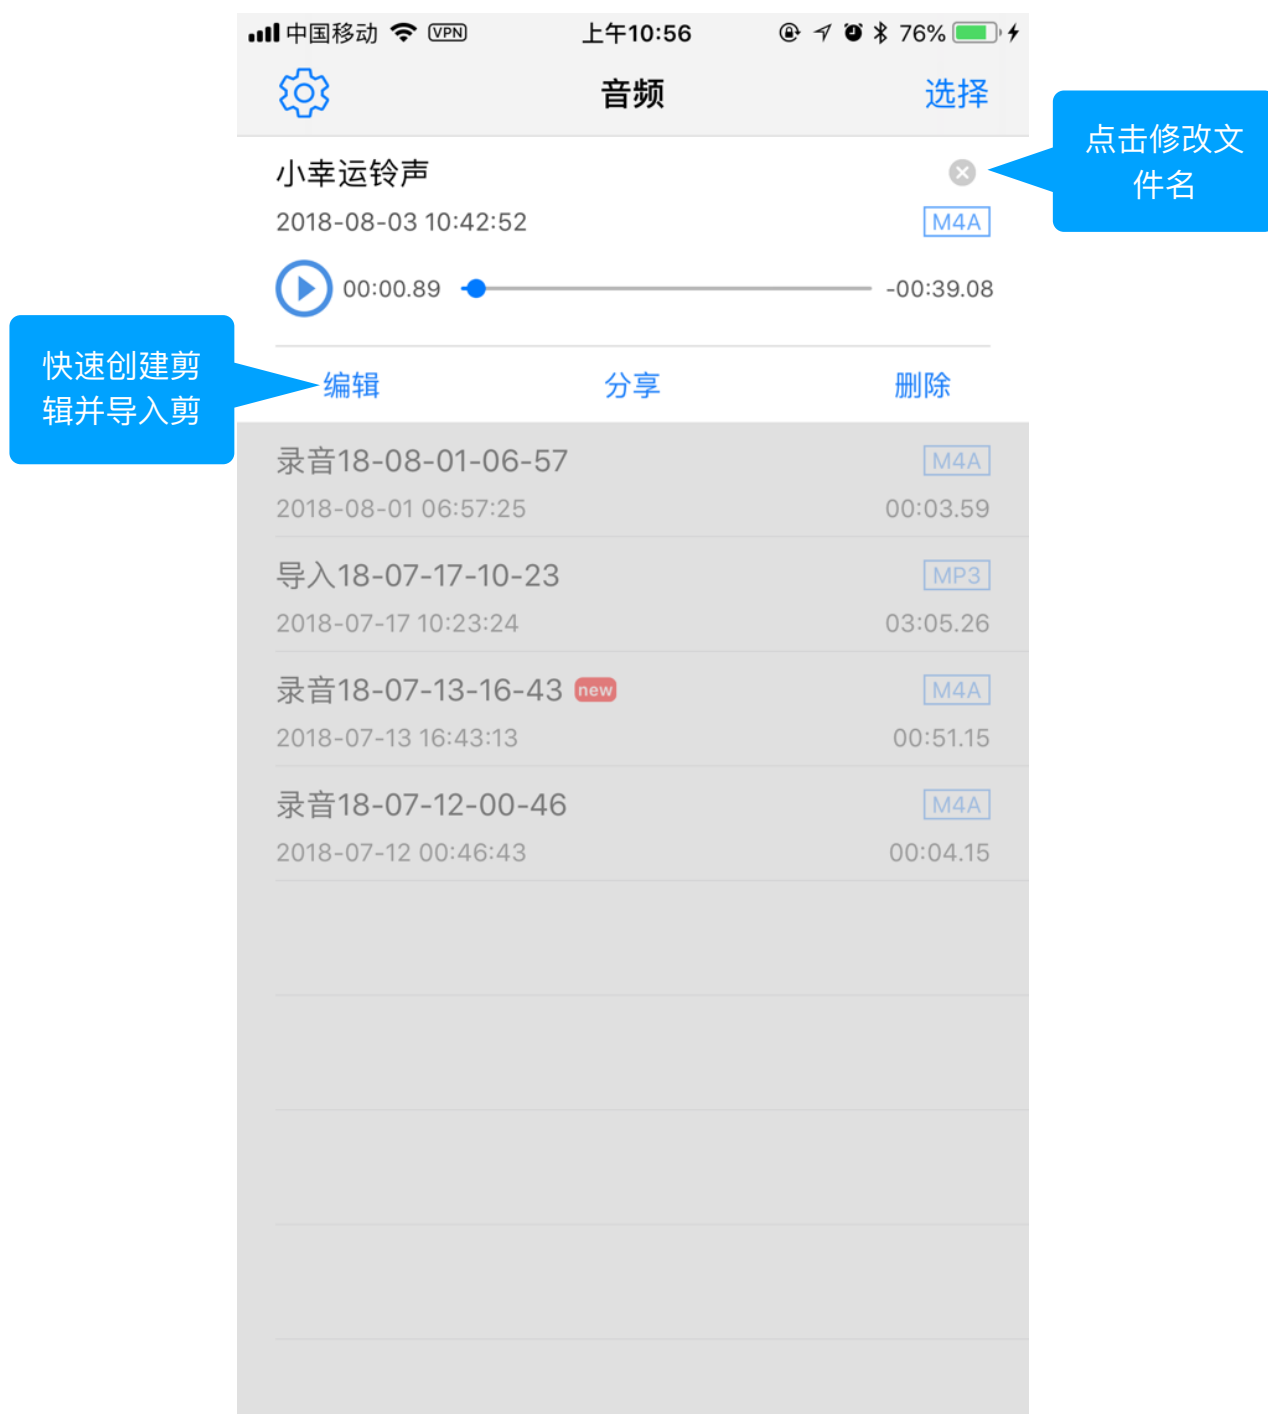 中国移动 VPN 上午10:56 76%
音频 选择
点击修改文
件名
小幸运铃声
2018-08-03 10:42:52 M4A
00:00.89 -00:39.08
快速创建剪
辑并导入剪
编辑 分享 删除
录音18-08-01-06-57 M4A
2018-08-01 06:57:25 00:03.59
导入18-07-17-10-23 MP3
2018-07-17 10:23:24 03:05.26
录音18-07-13-16-43 new M4A
2018-07-13 16:43:13 00:51.15
录音18-07-12-00-46 M4A
2018-07-12 00:46:43 00:04.15